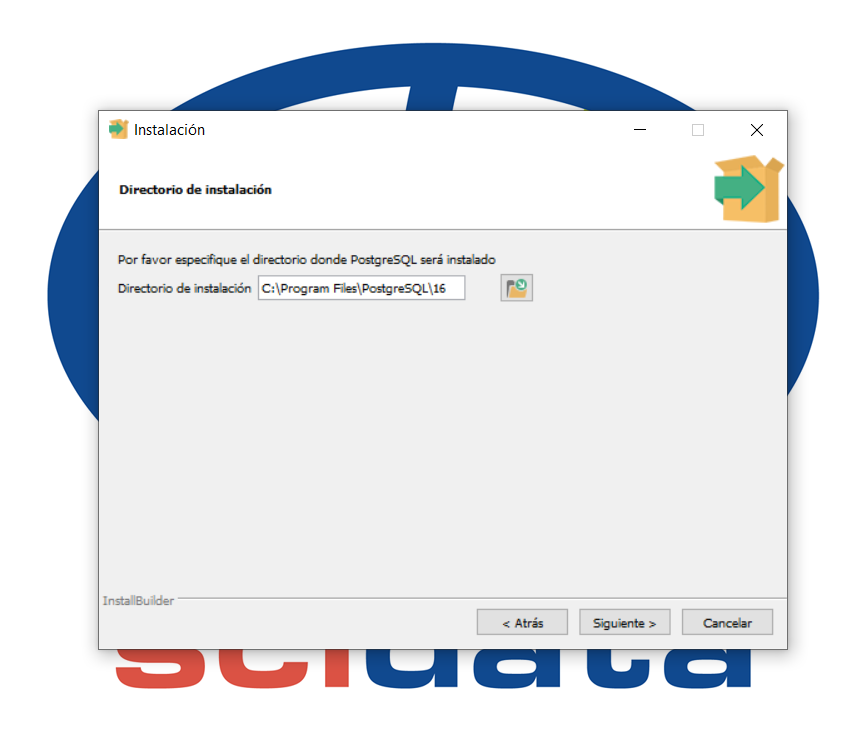 Instalación
Directorio de instalación
Por favor especifique el directorio donde PostgreSQL será instalado
Directorio de instalación C:\Program Files\PostgreSQL\16
InstallBuilder
< Atrás Siguiente > Cancelar
scidata